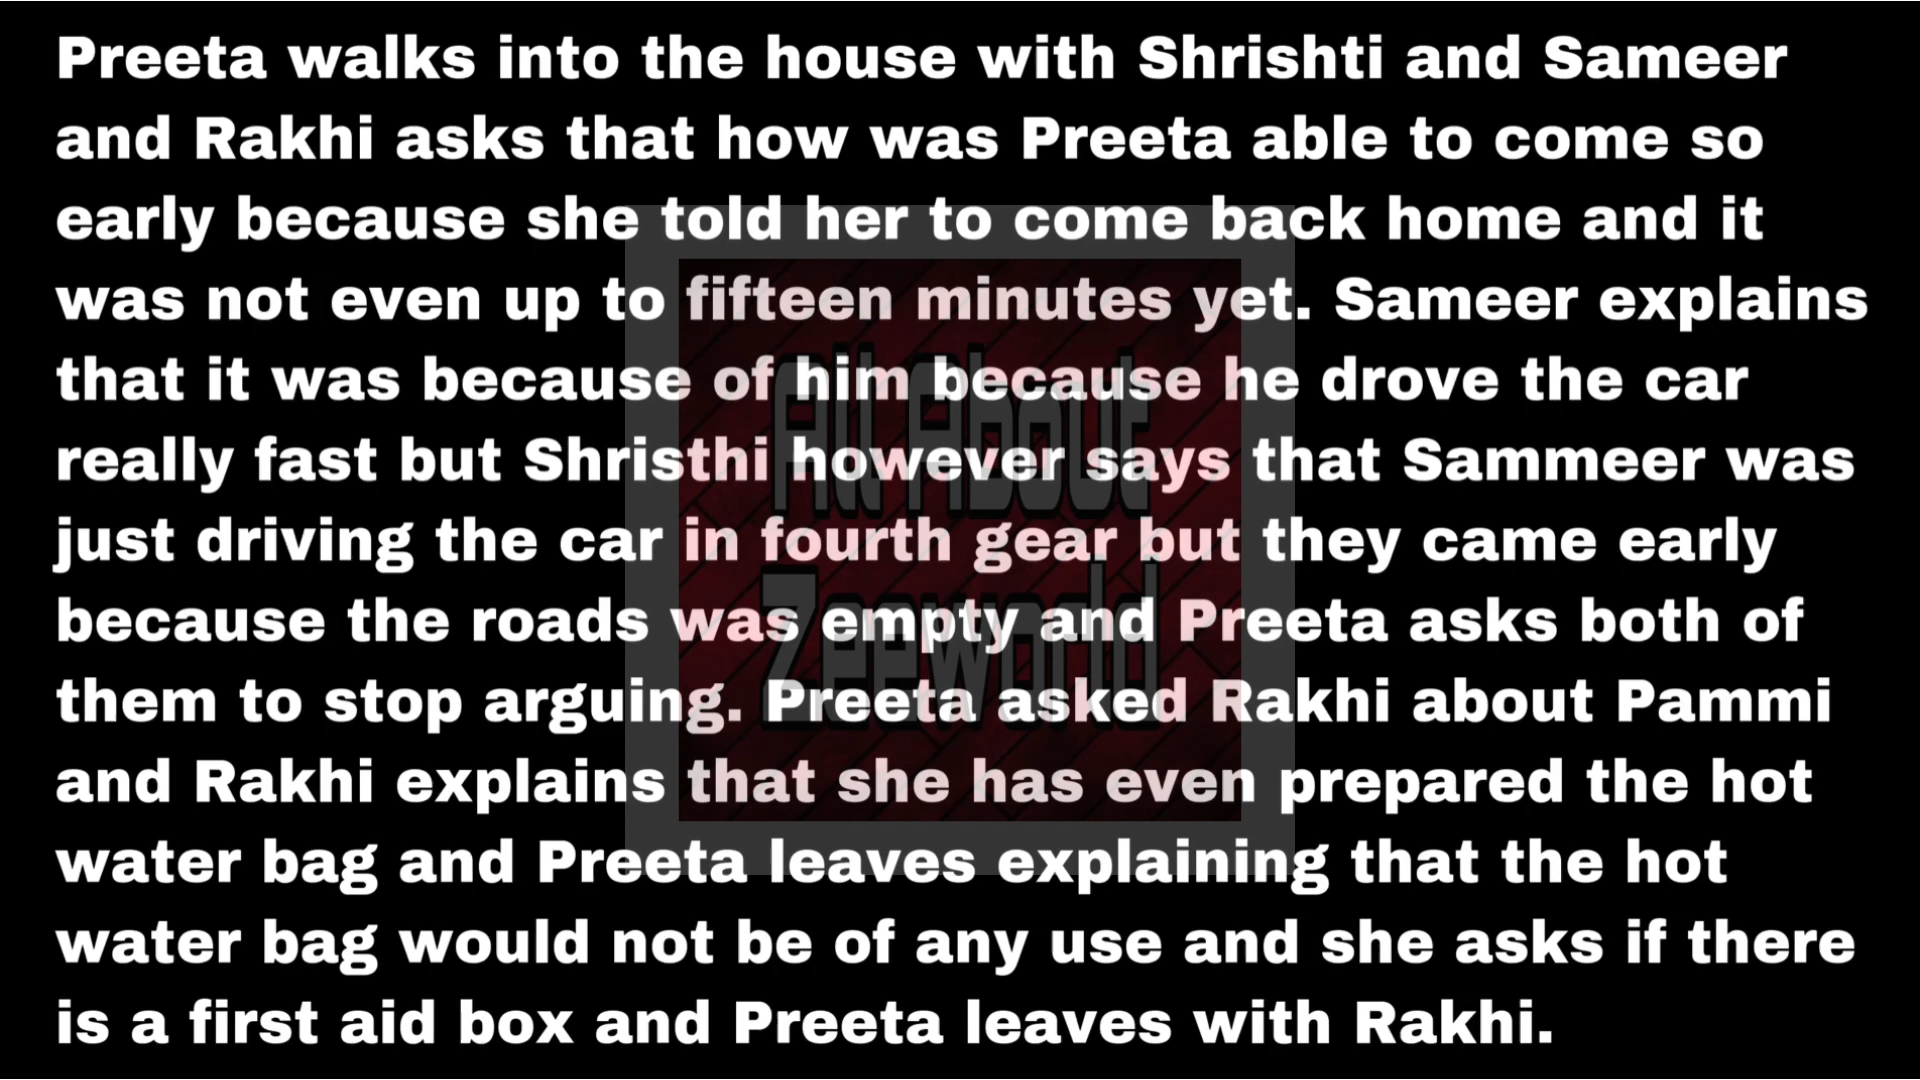 Preeta walks into the house with Shrishti and Sameer
and Rakhi asks that how was Preeta able to come so
early because she told her to come back home and it
was not even up to fifteen minutes yet. Sameer explains
that it was because of him because he drove the car
really fast but Shristhi however says that Sammeer was
just driving the car in fourth gear but they came early
because the roads was empty and Preeta asks both of
them to stop arguing. Preeta asked Rakhi about Pammi
and Rakhi explains that she has even prepared the hot
water bag and Preeta leaves explaining that the hot
water bag would not be of any use and she asks if there
is a first aid box and Preeta leaves with Rakhi.
All About
Zeeworld